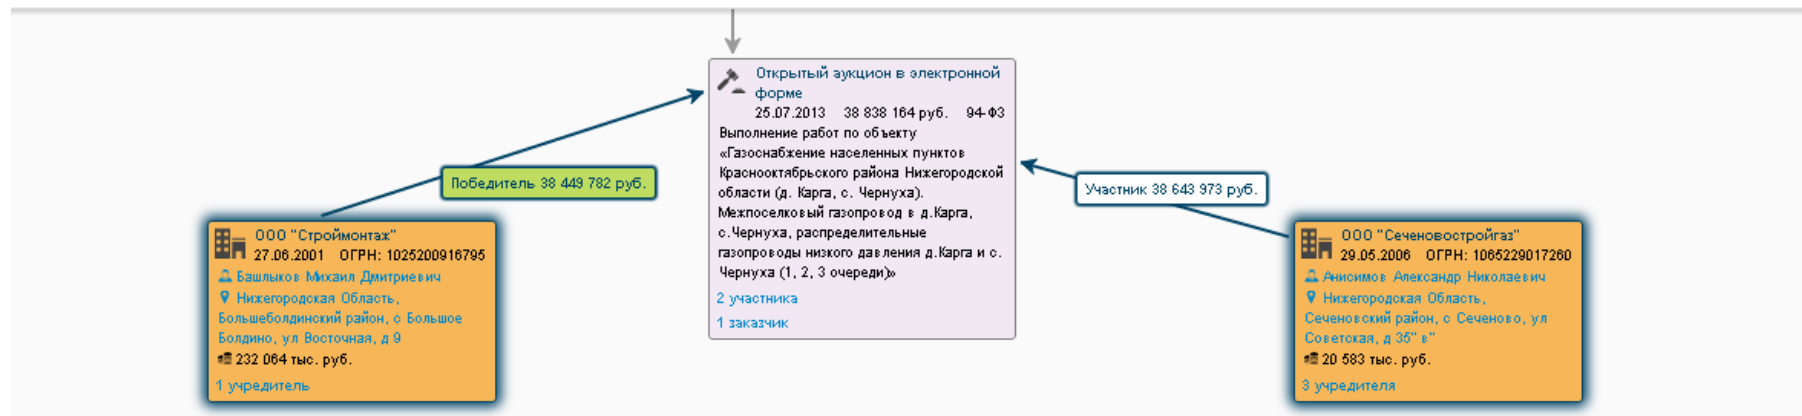 Открытый аукцион в электронной
форме
25.07.2013 38 838 164 руб. 94-ФЗ
Выполнение работ по объекту
«Газоснабжение населенных пунктов
Краснооктябрьского района Нижегородской
области (д. Карга, с. Чернуха).
Межпоселковый газопровод в д.Карга,
с.Чернуха, распределительные
газопроводы низкого давления д.Карга и с.
Чернуха (1, 2, 3 очереди)»
2 участника
1 заказчик
Победитель 38 449 782 руб.
Участник 38 643 973 руб.
ООО "Строймонтаж"
27.06.2001 ОГРН: 1025200916795
Башлыков Михаил Дмитриевич
Нижегородская Область,
Большеболдинский район, с Большое
Болдино, ул Восточная, д 9
232 064 тыс. руб.
1 учредитель
ООО "Сеченовостройгаз"
29.05.2006 ОГРН: 1065229017260
Анисимов Александр Николаевич
Нижегородская Область,
Сеченовский район, с Сеченово, ул
Советская, д 35" в"
20 583 тыс. руб.
3 учредителя